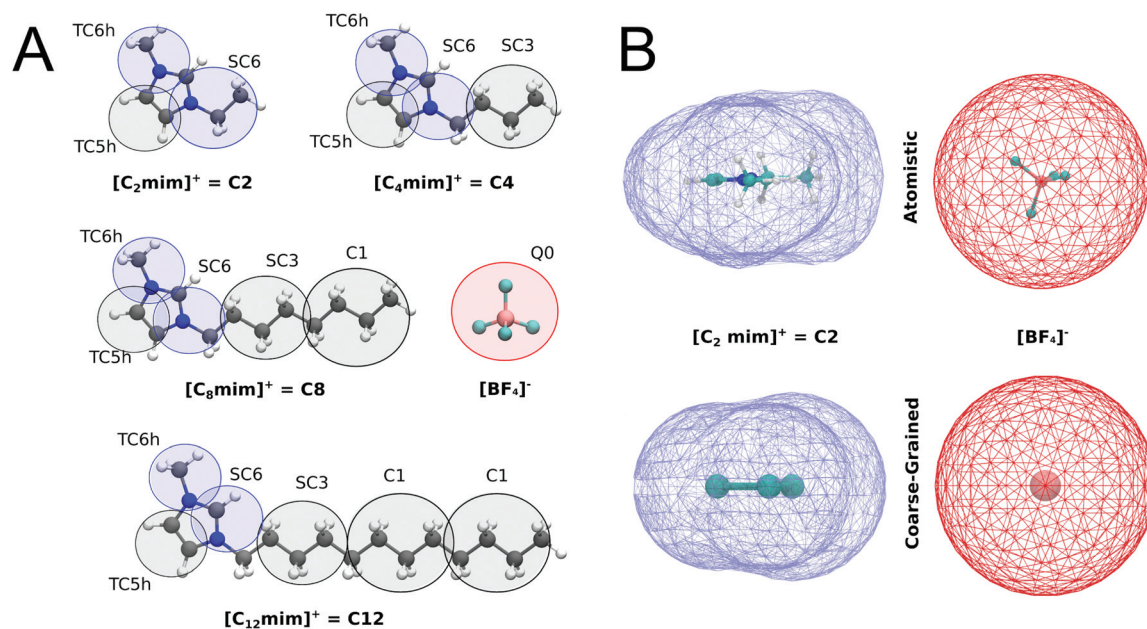 A
TC6h
SC6
TC5h
[C₂mim]⁺ = C2
TC6h
SC6
SC3
TC5h
[C₄mim]⁺ = C4
TC6h
SC6
SC3
C1
TC5h
[C₈mim]⁺ = C8
Q0
[BF₄]⁻
TC6h
SC6
SC3
C1
C1
TC5h
[C₁₂mim]⁺ = C12
B
Atomistic
[C₂ mim]⁺ = C2
[BF₄]⁻
Coarse-Grained